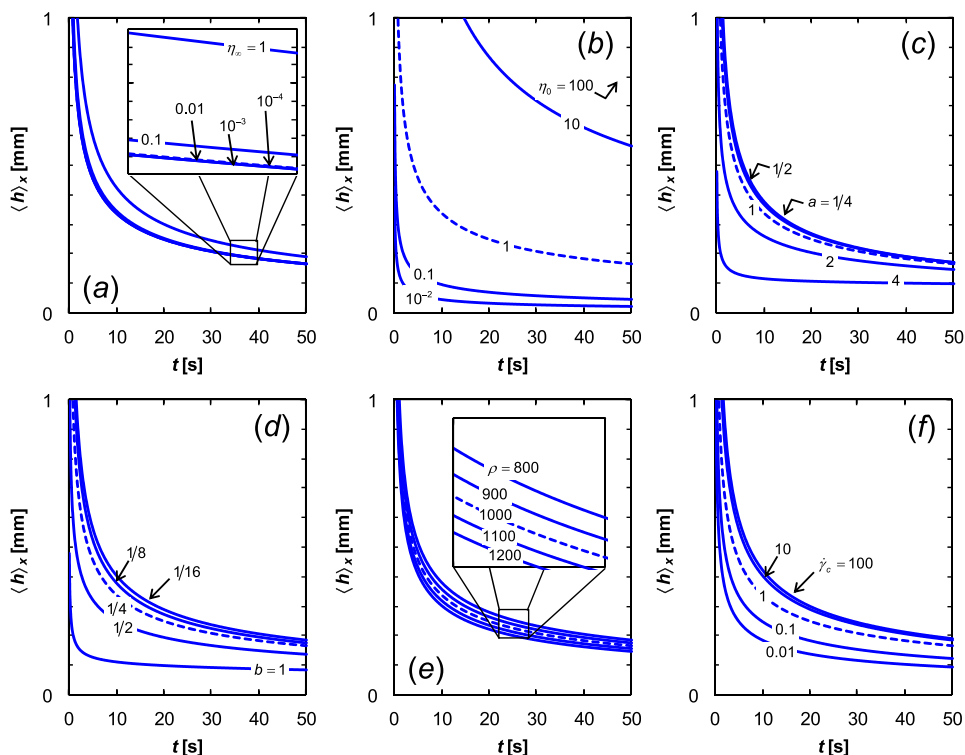 1
⟨h⟩x [mm]
0
0 10 20 30 40 50
t [s]
(a)
η∞ = 1
0.1
0.01
10⁻³
10⁻⁴
1
⟨h⟩x [mm]
0
0 10 20 30 40 50
t [s]
(b)
η0 = 100
10
1
0.1
10⁻²
1
⟨h⟩x [mm]
0
0 10 20 30 40 50
t [s]
(c)
1/2
a = 1/4
1
2
4
1
⟨h⟩x [mm]
0
0 10 20 30 40 50
t [s]
(d)
1/8
1/16
1/4
1/2
b = 1
1
⟨h⟩x [mm]
0
0 10 20 30 40 50
t [s]
(e)
ρ = 800
900
1000
1100
1200
1
⟨h⟩x [mm]
0
0 10 20 30 40 50
t [s]
(f)
10
γ̇c = 100
1
0.1
0.01